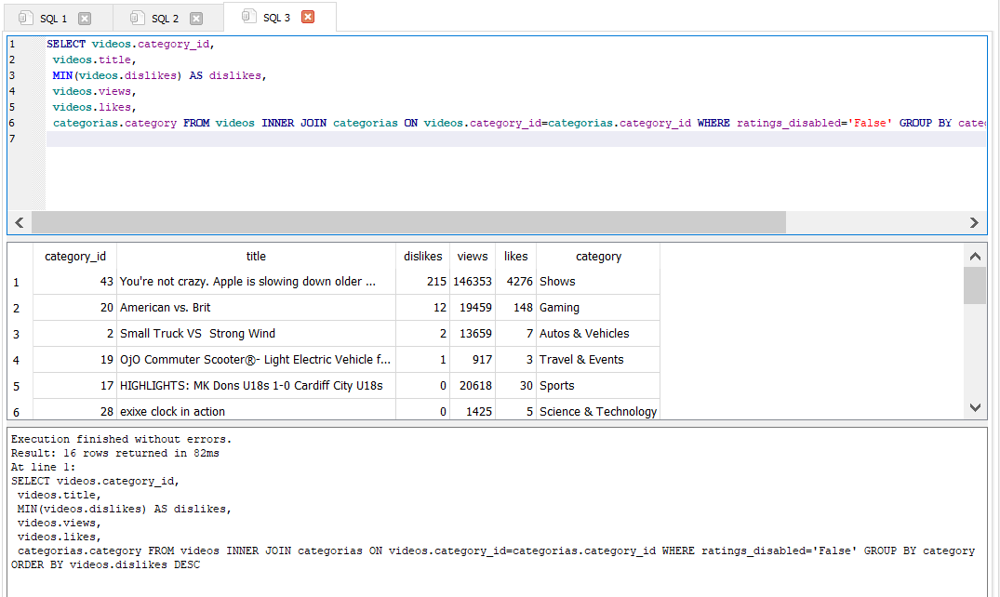 SQL 1
SQL 2
SQL 3
1 SELECT videos.category_id,
2 videos.title,
3 MIN(videos.dislikes) AS dislikes,
4 videos.views,
5 videos.likes,
6 categorias.category FROM videos INNER JOIN categorias ON videos.category_id=categorias.category_id WHERE ratings_disabled='False' GROUP BY cate
7
category_id title dislikes views likes category
1 43 You're not crazy. Apple is slowing down older ... 215 146353 4276 Shows
2 20 American vs. Brit 12 19459 148 Gaming
3 2 Small Truck VS  Strong Wind 2 13659 7 Autos & Vehicles
4 19 OjO Commuter Scooter®- Light Electric Vehicle f... 1 917 3 Travel & Events
5 17 HIGHLIGHTS: MK Dons U18s 1-0 Cardiff City U18s 0 20618 30 Sports
6 28 exixe clock in action 0 1425 5 Science & Technology
Execution finished without errors.
Result: 16 rows returned in 82ms
At line 1:
SELECT videos.category_id,
videos.title,
MIN(videos.dislikes) AS dislikes,
videos.views,
videos.likes,
categorias.category FROM videos INNER JOIN categorias ON videos.category_id=categorias.category_id WHERE ratings_disabled='False' GROUP BY category
ORDER BY videos.dislikes DESC